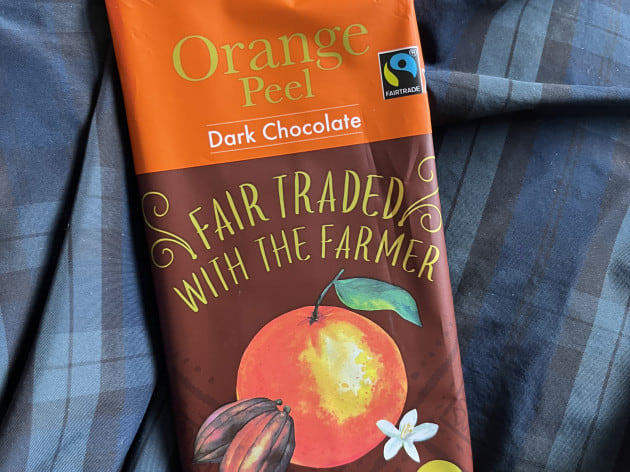 Orange
Peel
FAIRTRADE
Dark Chocolate
FAIR TRADED
WITH THE FARMER